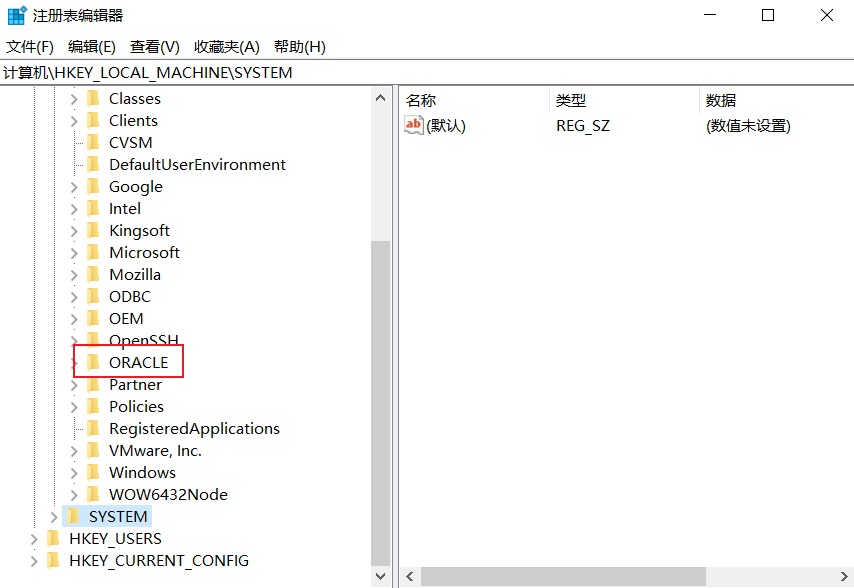 注册表编辑器
文件(F) 编辑(E) 查看(V) 收藏夹(A) 帮助(H)
计算机\HKEY_LOCAL_MACHINE\SYSTEM
Classes
Clients
CVSM
DefaultUserEnvironment
Google
Intel
Kingsoft
Microsoft
Mozilla
ODBC
OEM
OpenSSH
ORACLE
Partner
Policies
RegisteredApplications
VMware, Inc.
Windows
WOW6432Node
SYSTEM
HKEY_USERS
HKEY_CURRENT_CONFIG
名称 类型 数据
ab (默认) REG_SZ (数值未设置)